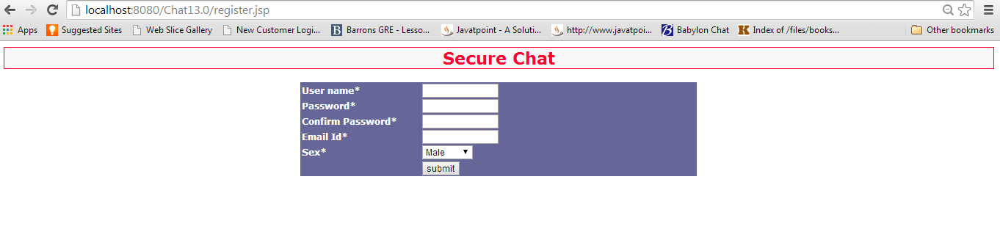 localhost:8080/Chat13.0/register.jsp
Apps Suggested Sites Web Slice Gallery New Customer Logi... Barrons GRE - Lesso... Javatpoint - A Soluti... http://www.javatpoi... Babylon Chat Index of /files/books... Other bookmarks
Secure Chat
User name*
Password*
Confirm Password*
Email Id*
Sex* Male
submit